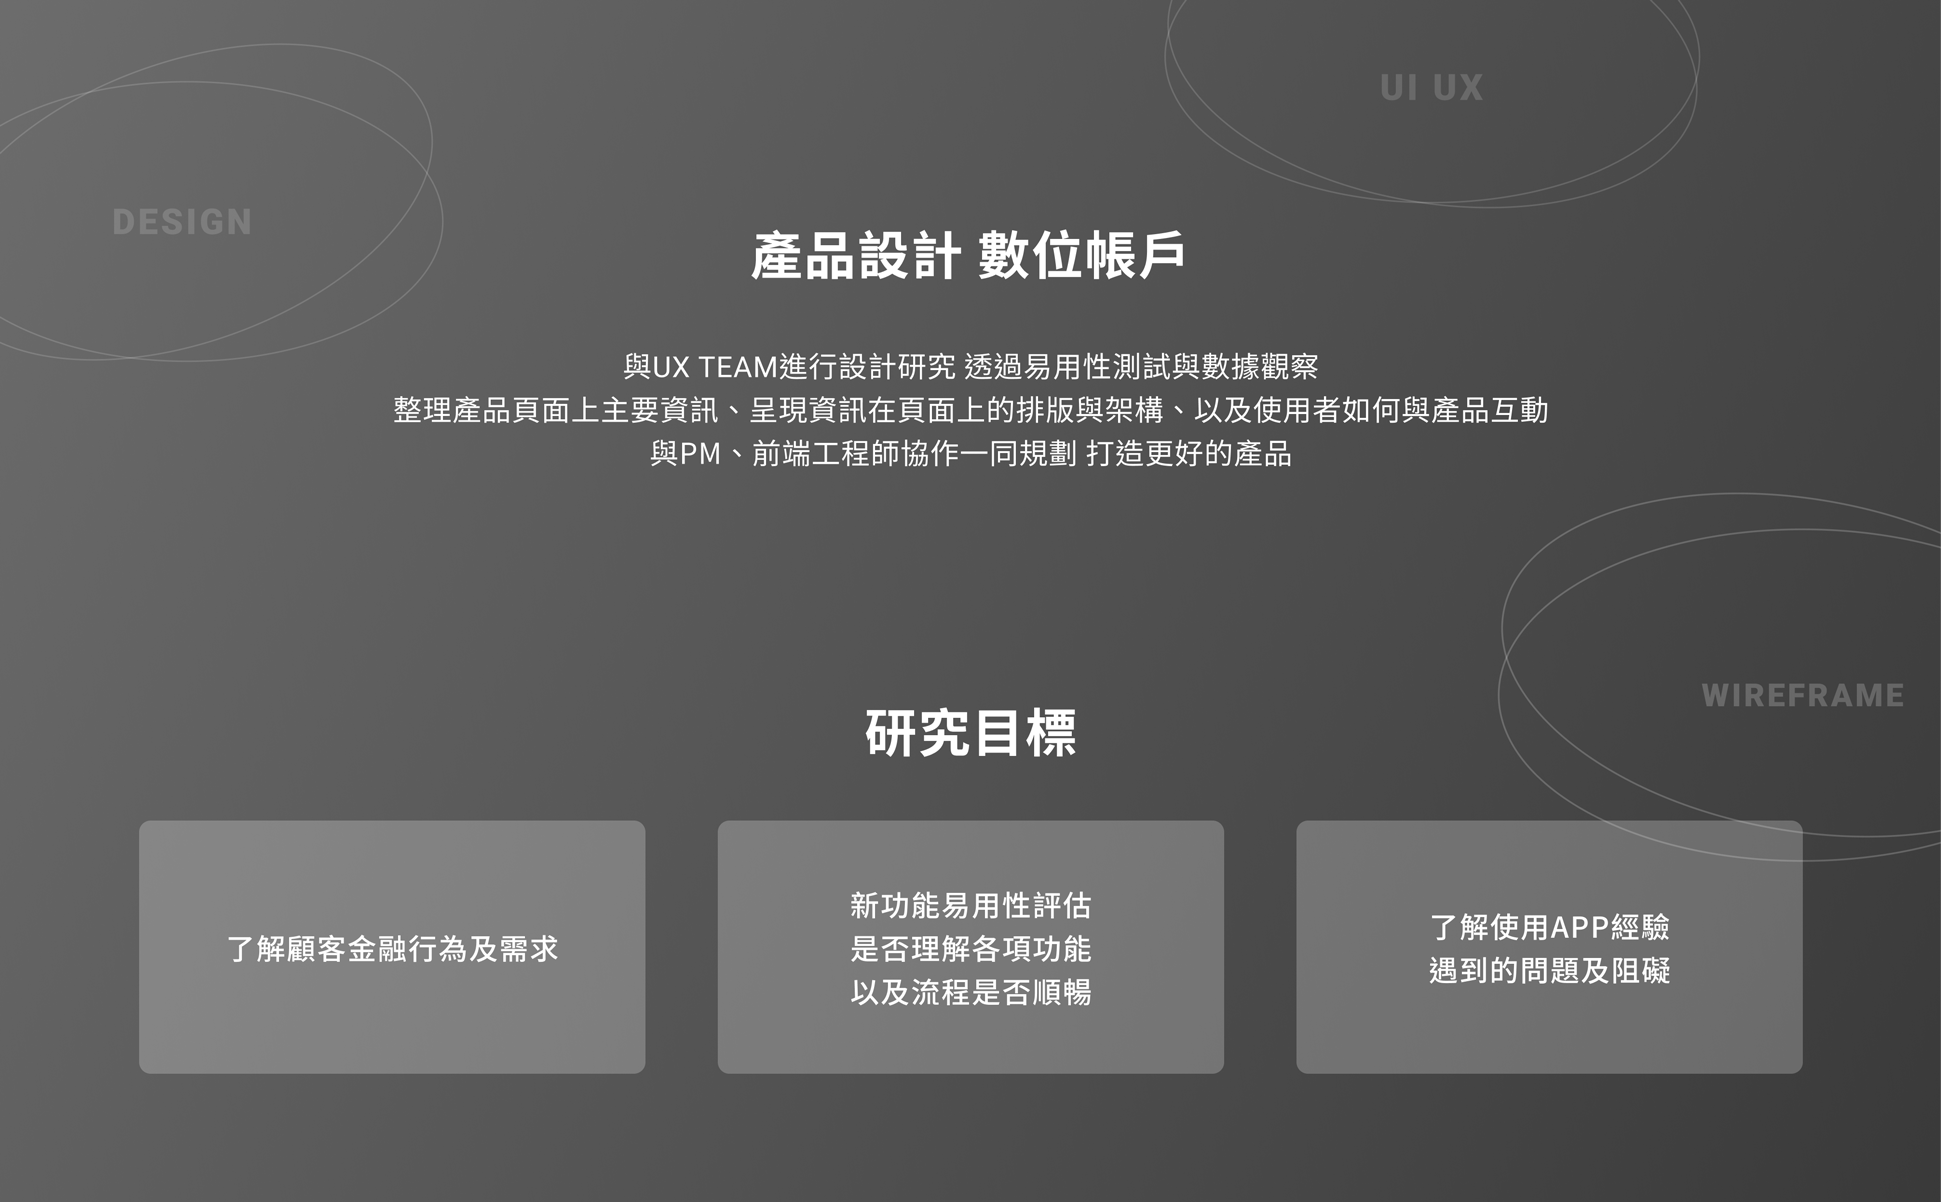 UI UX
DESIGN
產品設計 數位帳戶
與UX TEAM進行設計研究 透過易用性測試與數據觀察
整理產品頁面上主要資訊、呈現資訊在頁面上的排版與架構、以及使用者如何與產品互動
與PM、前端工程師協作一同規劃 打造更好的產品
WIREFRAME
研究目標
了解顧客金融行為及需求
新功能易用性評估
是否理解各項功能
以及流程是否順暢
了解使用APP經驗
遇到的問題及阻礙